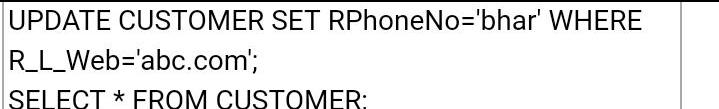 UPDATE CUSTOMER SET RPhoneNo='bhar' WHERE
R_L_Web='abc.com';
SELECT * FROM CUSTOMER;